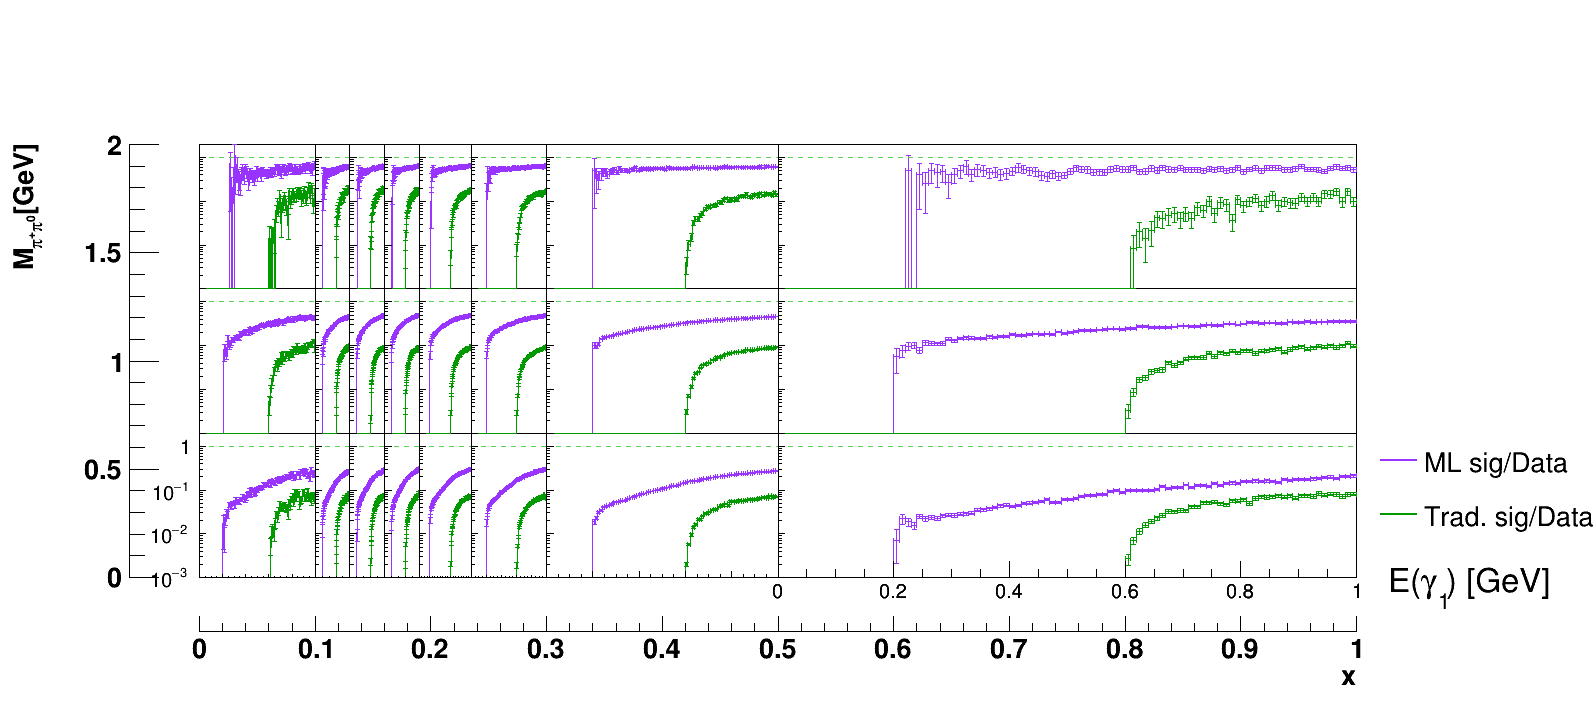 M π⁺π⁰ [GeV]
2
1.5
1
0.5
0
1
10⁻¹
10⁻²
10⁻³
0 0.2 0.4 0.6 0.8 1
E(γ₁) [GeV]
0 0.1 0.2 0.3 0.4 0.5 0.6 0.7 0.8 0.9 1
x
ML sig/Data
Trad. sig/Data